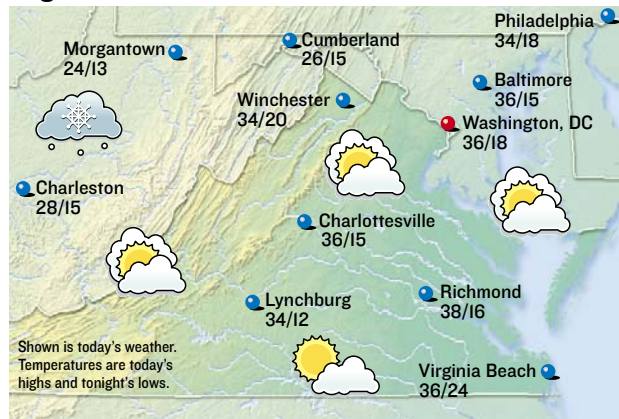 Philadelphia
34/18
Morgantown
24/13
Cumberland
26/15
Baltimore
36/15
Winchester
34/20
Washington, DC
36/18
Charleston
28/15
Charlottesville
36/15
Richmond
38/16
Lynchburg
34/12
Shown is today's weather.
Temperatures are today's
highs and tonight's lows.
Virginia Beach
36/24